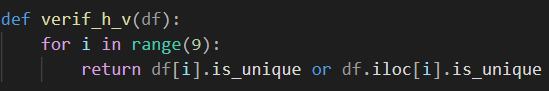 def verif_h_v(df):
    for i in range(9):
        return df[i].is_unique or df.iloc[i].is_unique